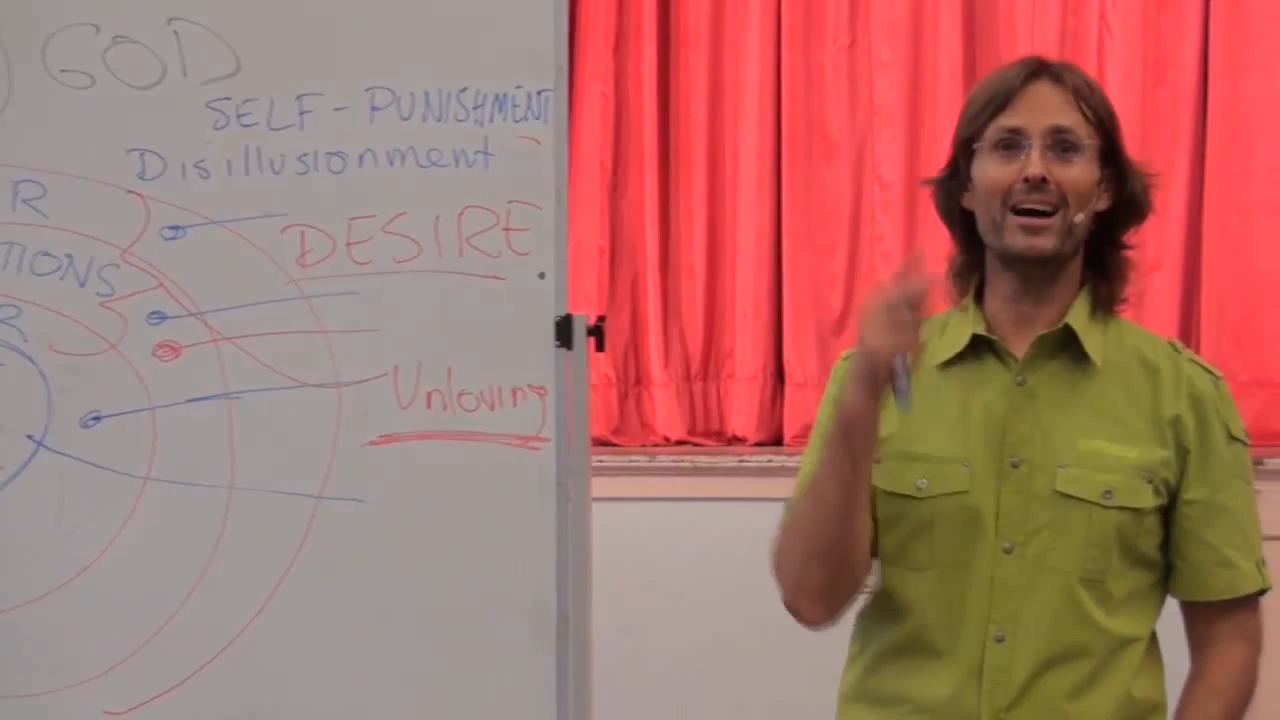 GOD
SELF-PUNISHMENT
Disillusionment
R
DESIRE
TIONS
R
Unloving